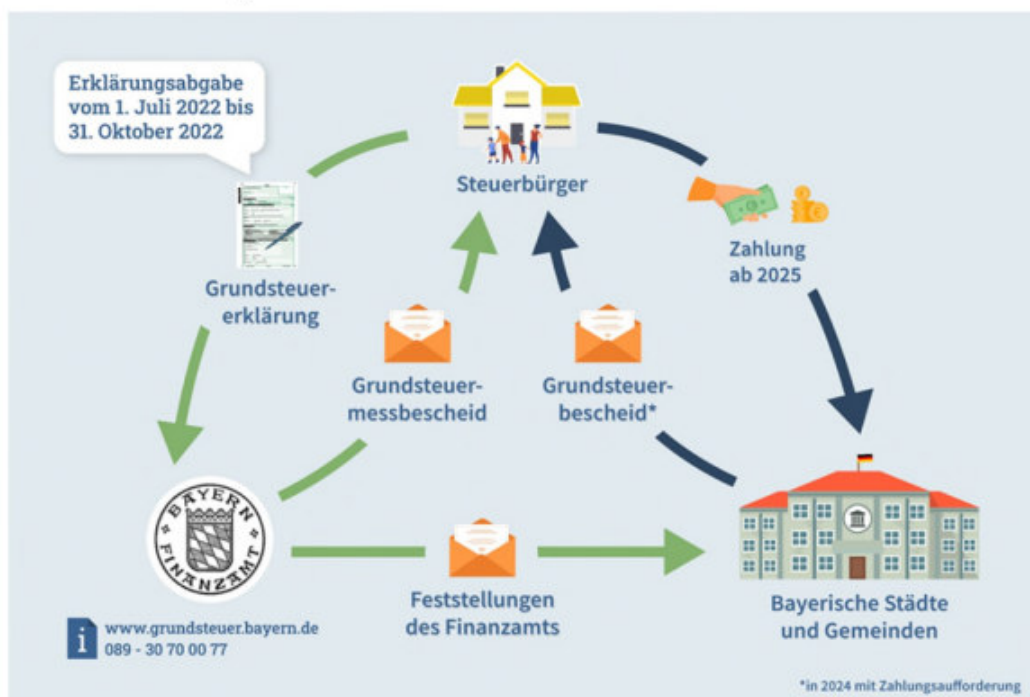 Erklärungsabgabe
vom 1. Juli 2022 bis
31. Oktober 2022
Steuerbürger
Zahlung
ab 2025
Grundsteuer-
erklärung
Grundsteuer-
messbescheid
Grundsteuer-
bescheid*
BAYERN
FINANZAMT
Feststellungen
des Finanzamts
Bayerische Städte
und Gemeinden
i
www.grundsteuer.bayern.de
089 - 30 70 00 77
*in 2024 mit Zahlungsaufforderung